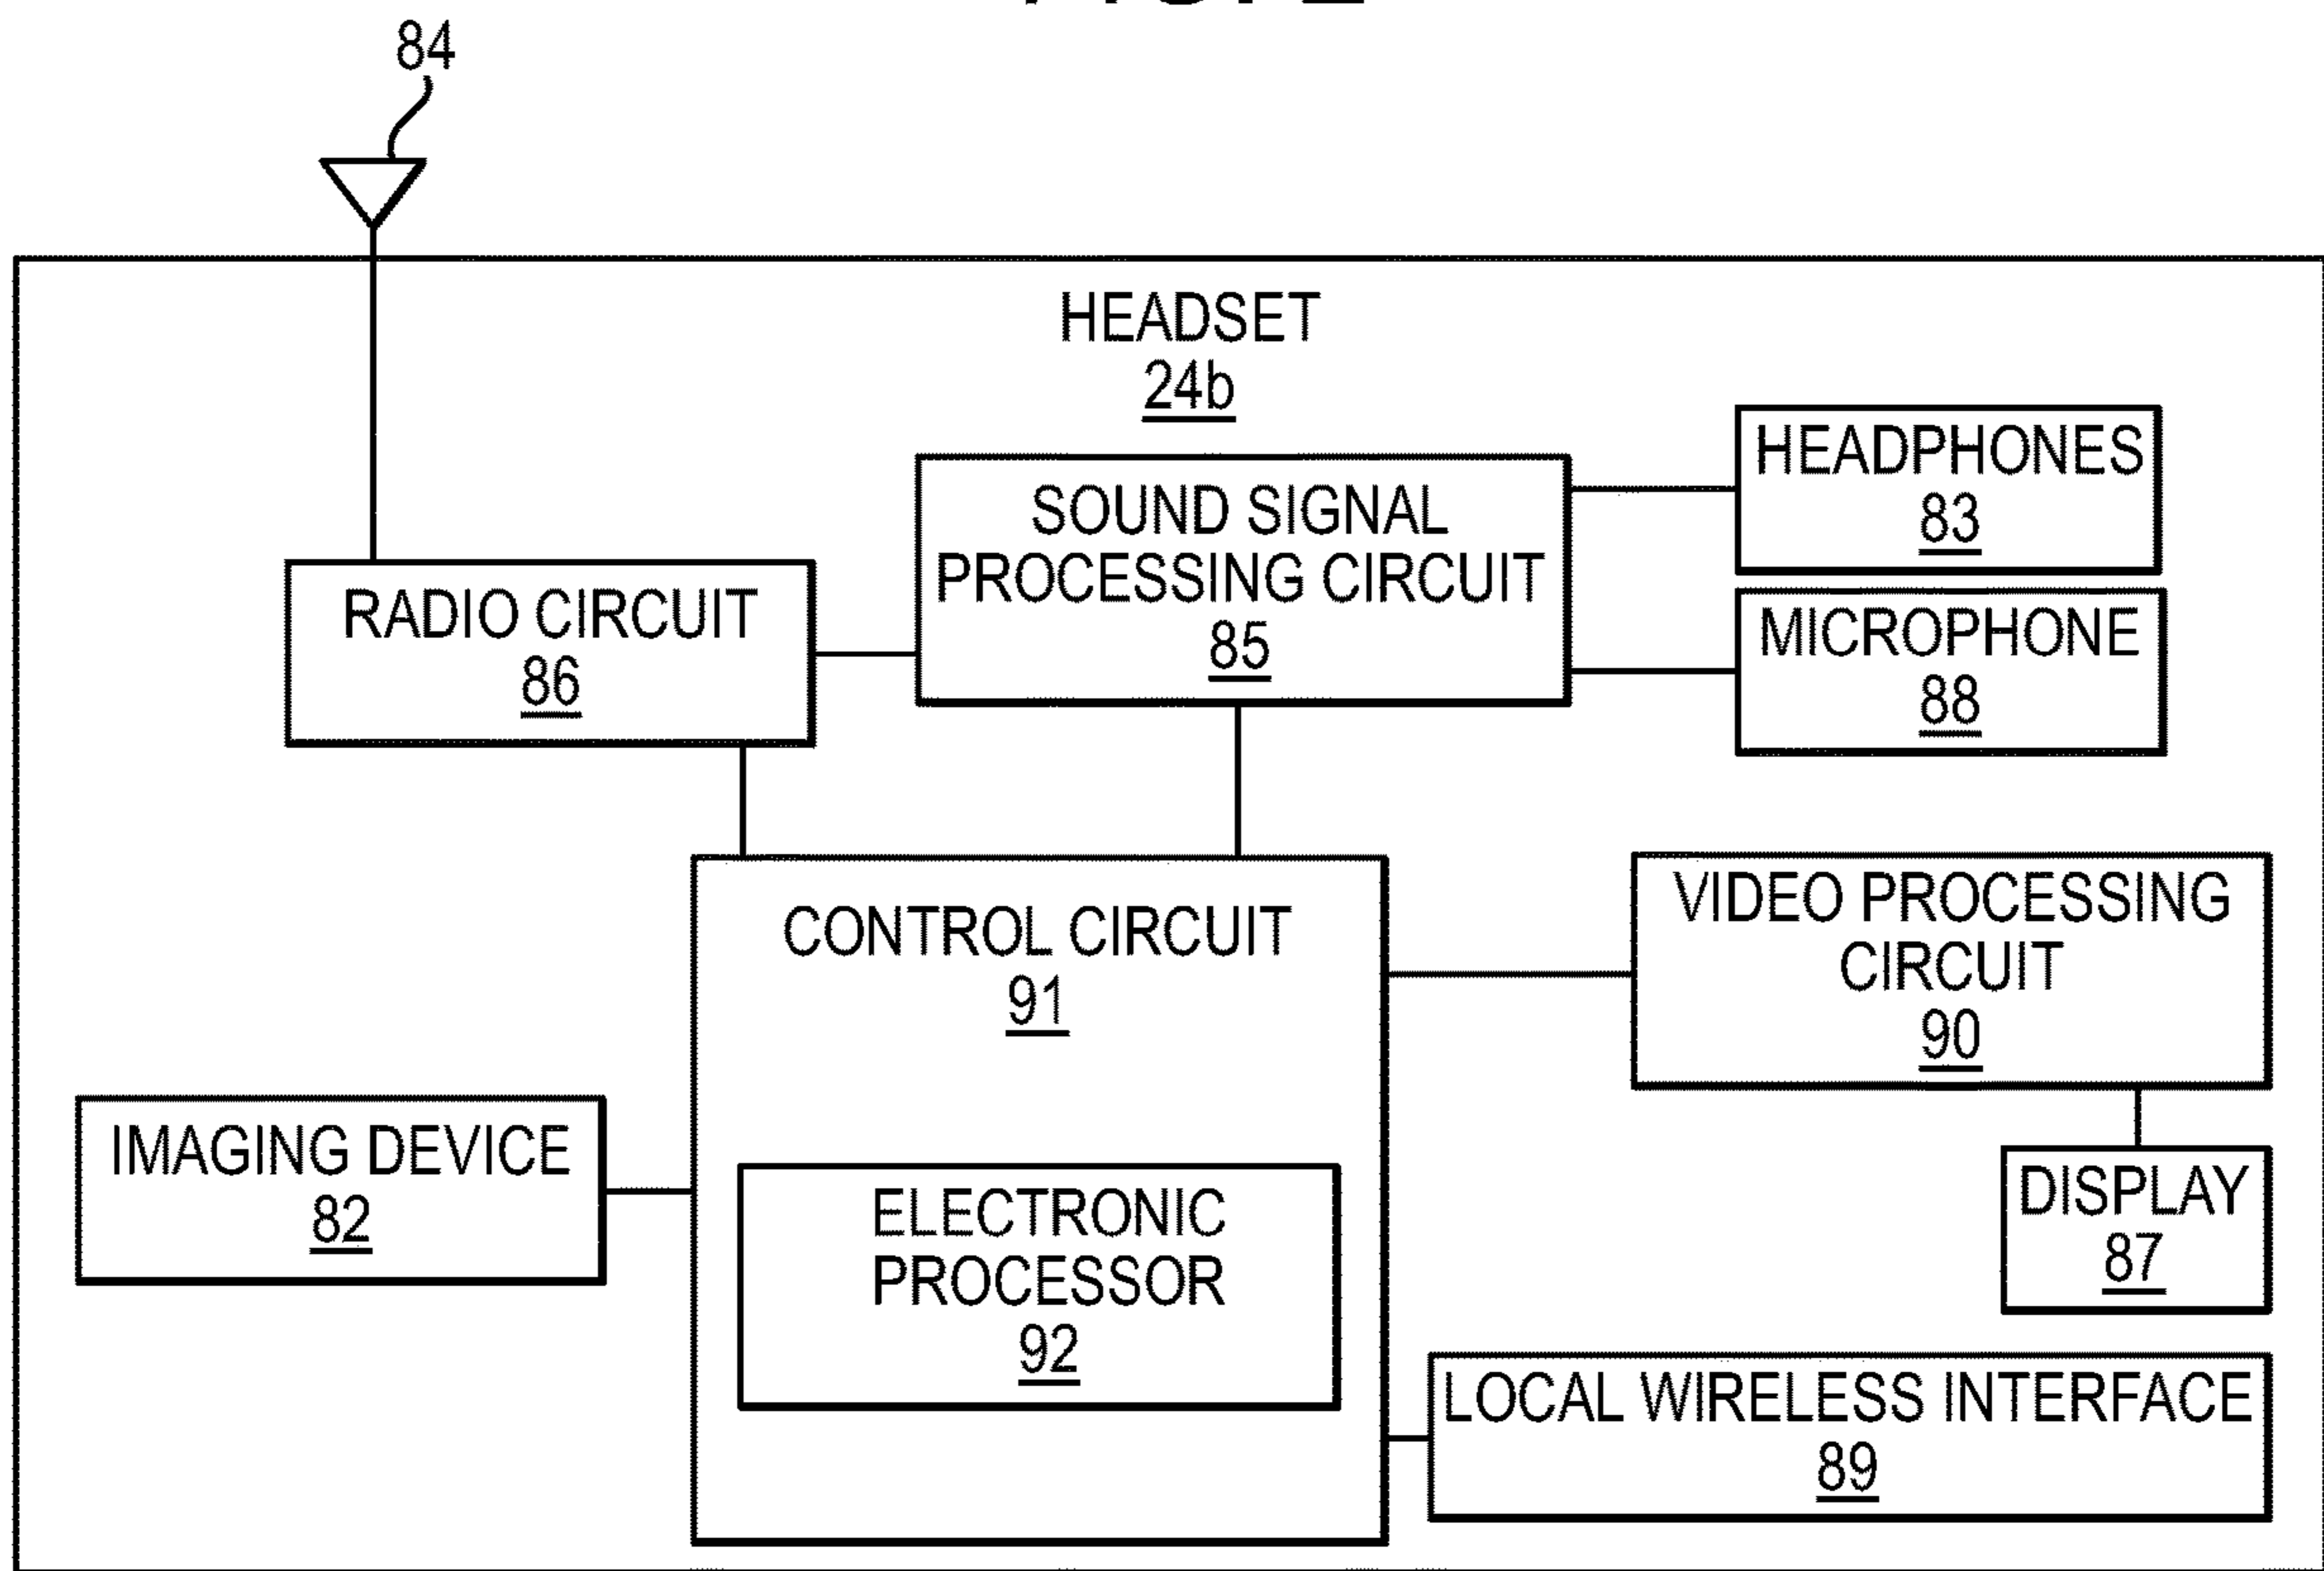 84
HEADSET
24b
HEADPHONES
83
SOUND SIGNAL
PROCESSING CIRCUIT
85
MICROPHONE
88
RADIO CIRCUIT
86
CONTROL CIRCUIT
91
VIDEO PROCESSING
CIRCUIT
90
IMAGING DEVICE
82
ELECTRONIC
PROCESSOR
92
DISPLAY
87
LOCAL WIRELESS INTERFACE
89